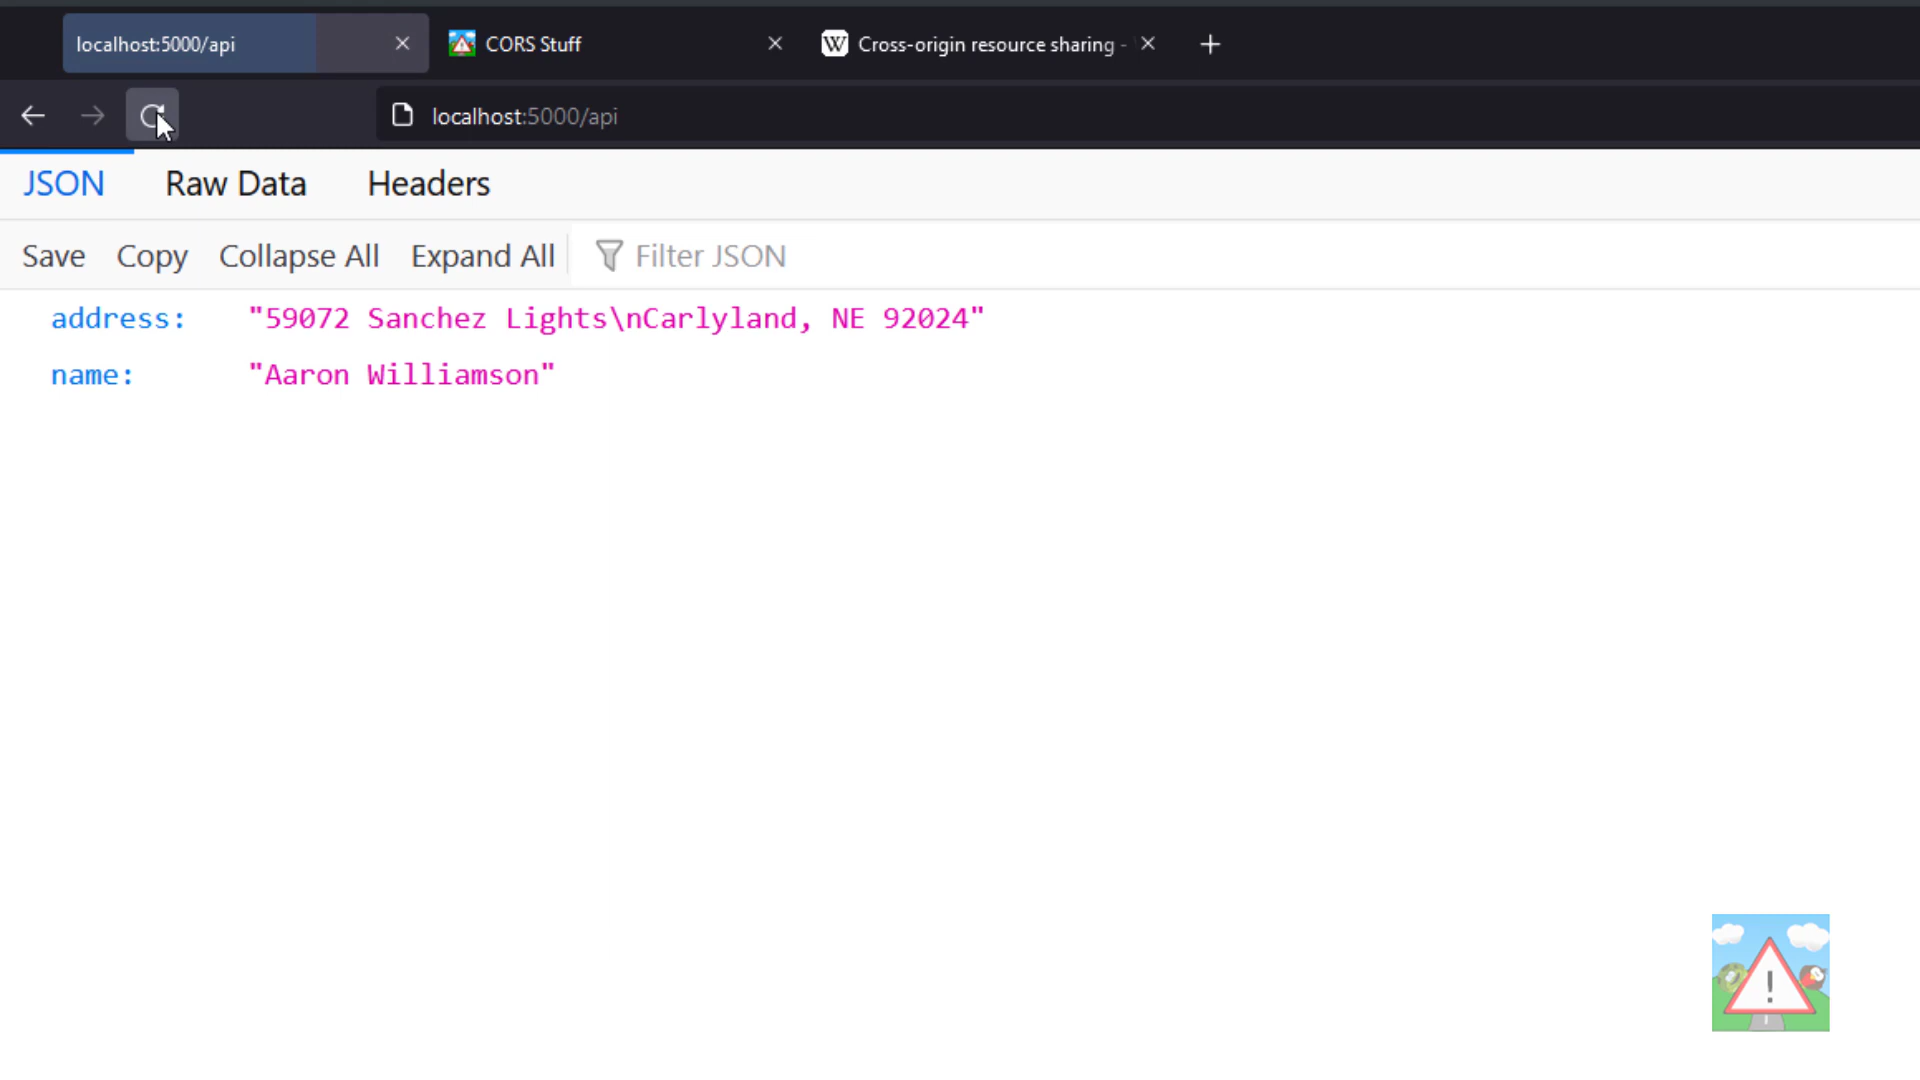 localhost:5000/api
CORS Stuff
Cross-origin resource sharing -
localhost:5000/api
JSON Raw Data Headers
Save Copy Collapse All Expand All Filter JSON
address: "59072 Sanchez Lights\nCarlyland, NE 92024"
name: "Aaron Williamson"